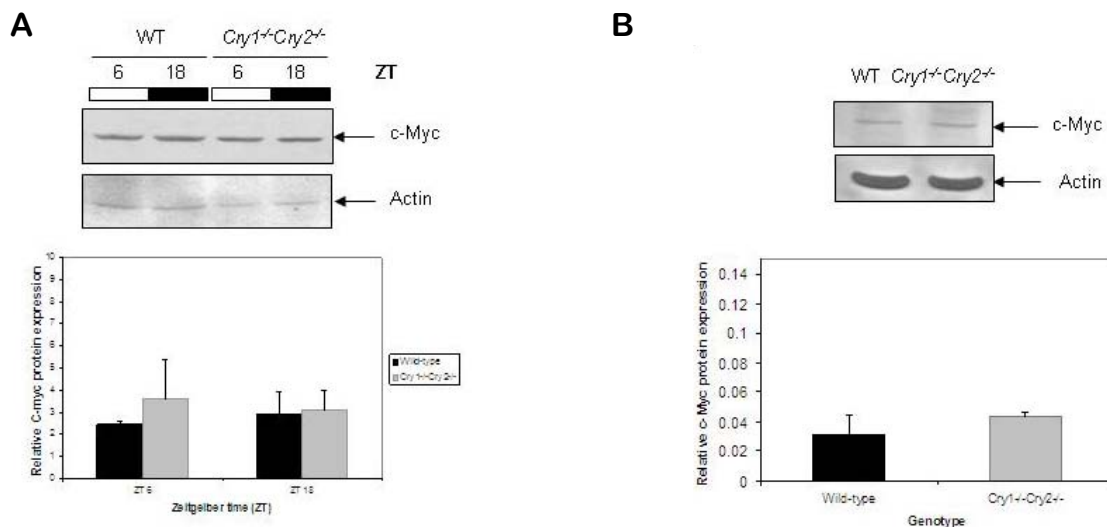 A
WT Cry1-/-Cry2-/-
6 18 6 18 ZT
c-Myc
Actin
10
9
8
7
6
5
4
3
2
1
0
Relative C-myc protein expression
ZT 6 ZT 18
Zeitgeiber time (ZT)
Wild-type
Cry1-/-Cry2-/-
B
WT Cry1-/-Cry2-/-
c-Myc
Actin
0.14
0.12
0.1
0.08
0.06
0.04
0.02
0
Relative c-Myc protein expression
Wild-type Cry1-/-Cry2-/-
Genotype